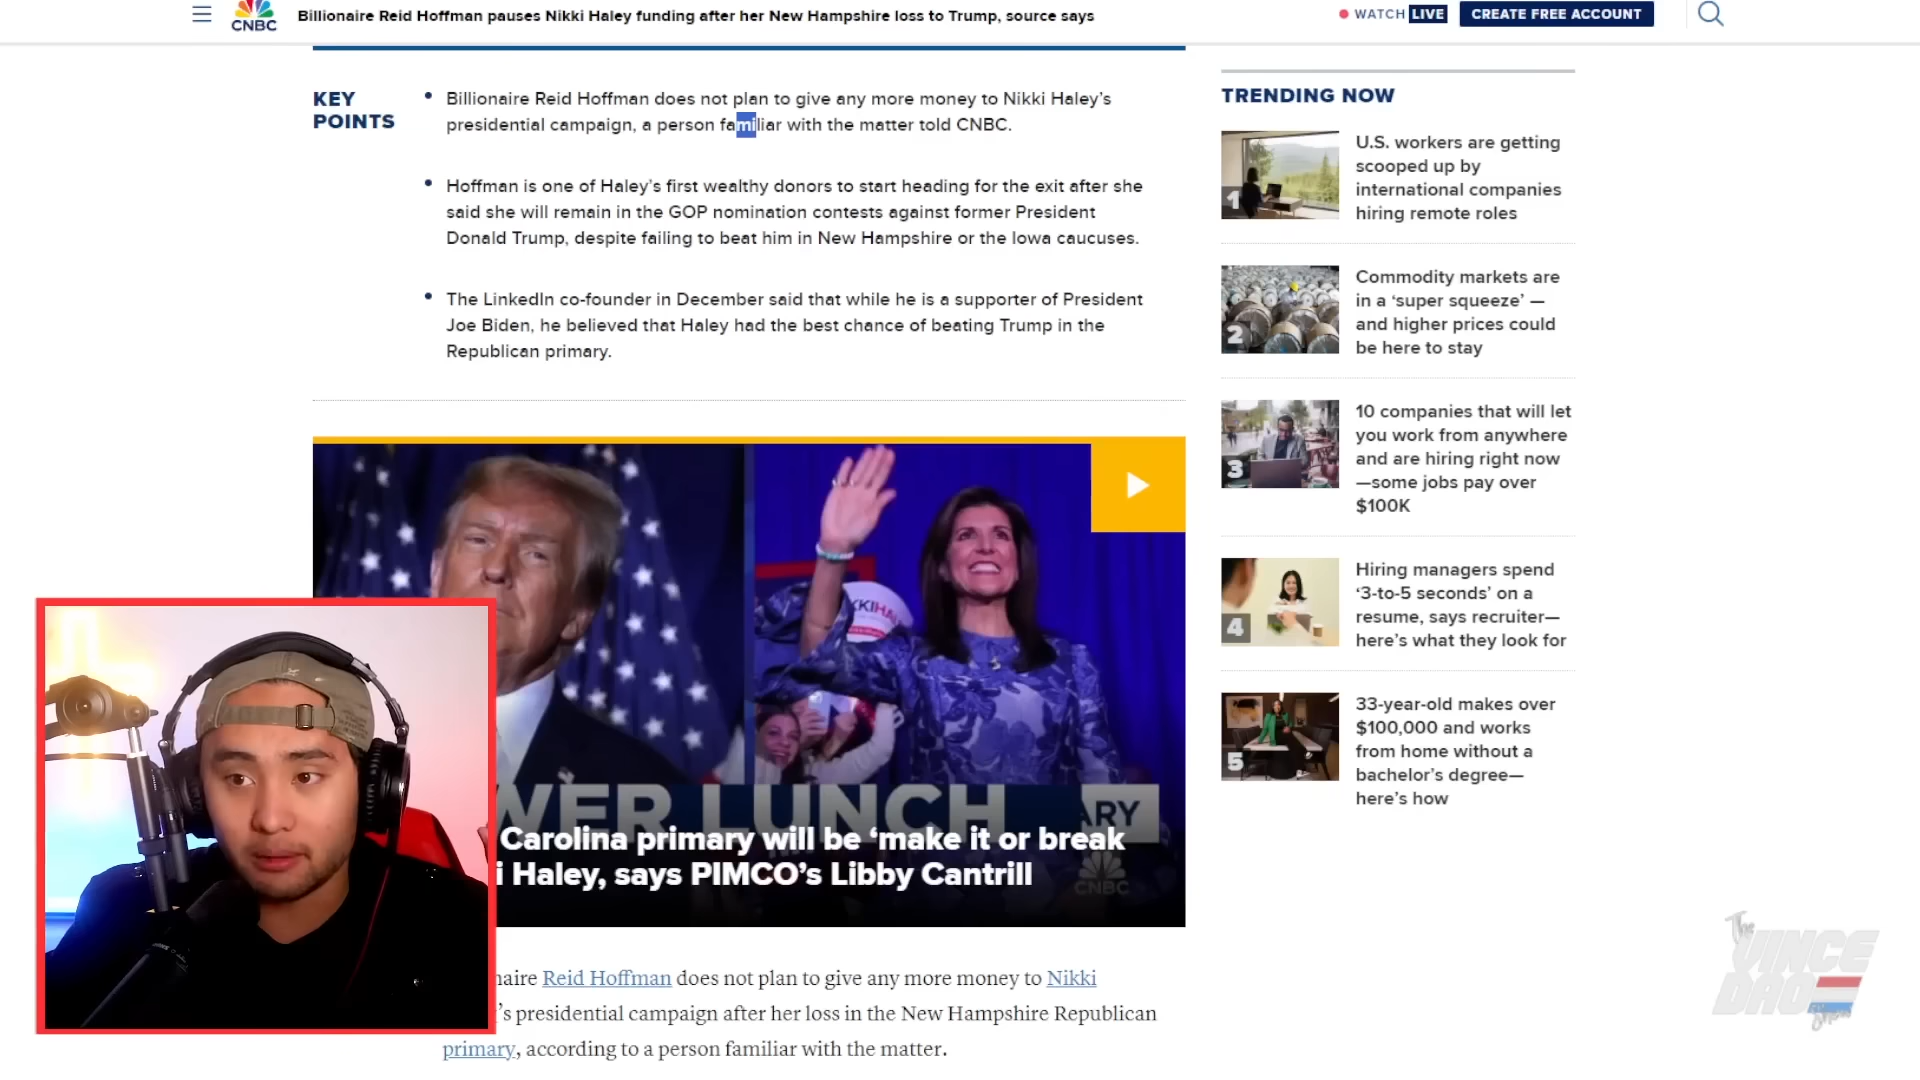 CNBC
Billionaire Reid Hoffman pauses Nikki Haley funding after her New Hampshire loss to Trump, source says
WATCH LIVE
CREATE FREE ACCOUNT
KEY
POINTS
Billionaire Reid Hoffman does not plan to give any more money to Nikki Haley’s
presidential campaign, a person familiar with the matter told CNBC.
Hoffman is one of Haley’s first wealthy donors to start heading for the exit after she
said she will remain in the GOP nomination contests against former President
Donald Trump, despite failing to beat him in New Hampshire or the Iowa caucuses.
The LinkedIn co-founder in December said that while he is a supporter of President
Joe Biden, he believed that Haley had the best chance of beating Trump in the
Republican primary.
WER LUNCH
ARY
Carolina primary will be ‘make it or break
i Haley, says PIMCO’s Libby Cantrill
CNBC
naire Reid Hoffman does not plan to give any more money to Nikki
’s presidential campaign after her loss in the New Hampshire Republican
primary, according to a person familiar with the matter.
TRENDING NOW
1
U.S. workers are getting
scooped up by
international companies
hiring remote roles
2
Commodity markets are
in a ‘super squeeze’ —
and higher prices could
be here to stay
3
10 companies that will let
you work from anywhere
and are hiring right now
—some jobs pay over
$100K
4
Hiring managers spend
‘3-to-5 seconds’ on a
resume, says recruiter—
here’s what they look for
5
33-year-old makes over
$100,000 and works
from home without a
bachelor’s degree—
here’s how
The
VINCE
DAO
Show